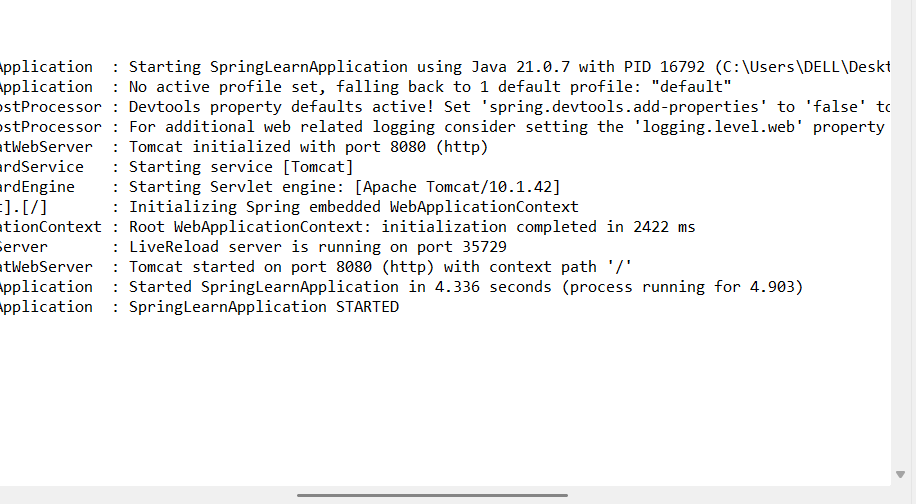 Application : Starting SpringLearnApplication using Java 21.0.7 with PID 16792 (C:\Users\DELL\Deskt
Application : No active profile set, falling back to 1 default profile: "default"
ostProcessor : Devtools property defaults active! Set 'spring.devtools.add-properties' to 'false' to
ostProcessor : For additional web related logging consider setting the 'logging.level.web' property
atWebServer : Tomcat initialized with port 8080 (http)
ardService : Starting service [Tomcat]
ardEngine : Starting Servlet engine: [Apache Tomcat/10.1.42]
t].[/] : Initializing Spring embedded WebApplicationContext
ationContext : Root WebApplicationContext: initialization completed in 2422 ms
Server : LiveReload server is running on port 35729
atWebServer : Tomcat started on port 8080 (http) with context path '/'
Application : Started SpringLearnApplication in 4.336 seconds (process running for 4.903)
Application : SpringLearnApplication STARTED